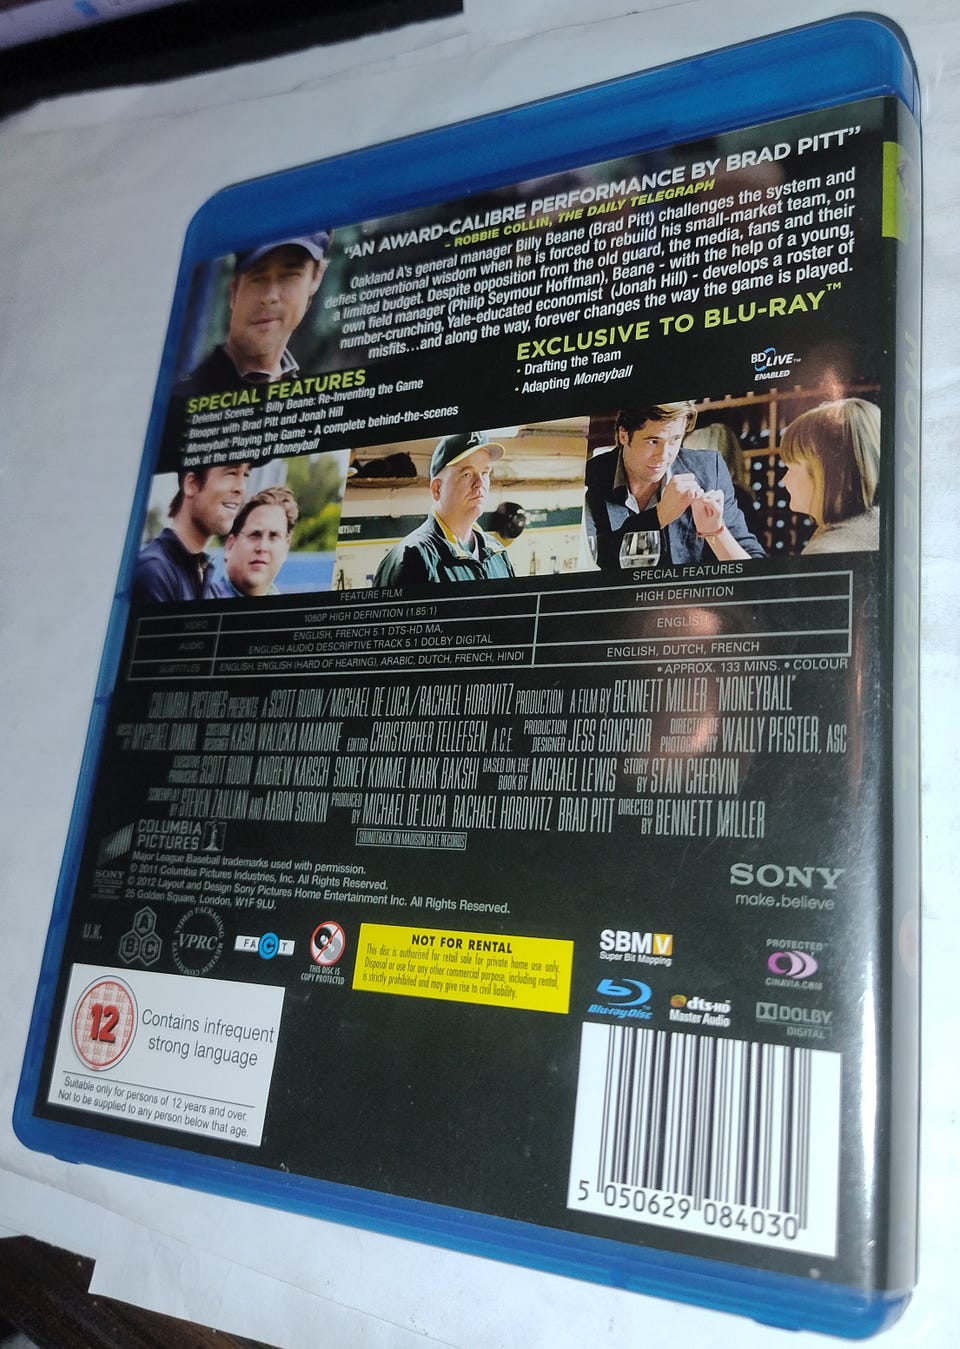 "AN AWARD-CALIBRE PERFORMANCE BY BRAD PITT"
- ROBBIE COLLIN, THE DAILY TELEGRAPH
Oakland A's general manager Billy Beane (Brad Pitt) challenges the system and
defies conventional wisdom when he is forced to rebuild his small-market team, on
a limited budget. Despite opposition from the old guard, the media, fans and their
own field manager (Philip Seymour Hoffman), Beane - with the help of a young,
number-crunching, Yale-educated economist (Jonah Hill) - develops a roster of
misfits...and along the way, forever changes the way the game is played.
SPECIAL FEATURES
• Deleted Scenes • Billy Beane: Re-Inventing the Game
• Blooper with Brad Pitt and Jonah Hill
• Moneyball: Playing the Game - A complete behind-the-scenes
look at the making of Moneyball
EXCLUSIVE TO BLU-RAY™
• Drafting the Team
• Adapting Moneyball
BD LIVE™
ENABLED
NETSUITE
FEATURE FILM SPECIAL FEATURES
VIDEO 1080P HIGH DEFINITION (1.85:1) HIGH DEFINITION
AUDIO ENGLISH, FRENCH 5.1 DTS-HD MA, ENGLISH
ENGLISH AUDIO DESCRIPTIVE TRACK 5.1 DOLBY DIGITAL
SUBTITLES ENGLISH, ENGLISH (HARD OF HEARING), ARABIC, DUTCH, FRENCH, HINDI ENGLISH, DUTCH, FRENCH
• APPROX. 133 MINS. • COLOUR
COLUMBIA PICTURES PRESENTS A SCOTT RUDIN/MICHAEL DE LUCA/RACHAEL HOROVITZ PRODUCTION A FILM BY BENNETT MILLER "MONEYBALL"
MUSIC BY MYCHAEL DANNA COSTUME DESIGNER KASIA WALICKA MAIMONE EDITOR CHRISTOPHER TELLEFSEN, A.C.E. PRODUCTION DESIGNER JESS GONCHOR DIRECTOR OF PHOTOGRAPHY WALLY PFISTER, ASC
EXECUTIVE PRODUCERS SCOTT RUDIN ANDREW KARSCH SIDNEY KIMMEL MARK BAKSHI BASED ON THE BOOK BY MICHAEL LEWIS STORY BY STAN CHERVIN
SCREENPLAY BY STEVEN ZAILLIAN AND AARON SORKIN PRODUCED BY MICHAEL DE LUCA RACHAEL HOROVITZ BRAD PITT DIRECTED BY BENNETT MILLER
COLUMBIA
PICTURES
SOUNDTRACK ON MADISON GATE RECORDS
Major League Baseball trademarks used with permission.
© 2011 Columbia Pictures Industries, Inc. All Rights Reserved.
© 2012 Layout and Design Sony Pictures Home Entertainment Inc. All Rights Reserved.
25 Golden Square, London, W1F 9LU.
SONY
PICTURES
SONY
make.believe
U.K.
A
B C
VIDEO PACKAGING REVIEW COMMITTEE
VPRC
FACT
THIS DISC IS
COPY PROTECTED
NOT FOR RENTAL
This disc is authorised for retail sale for private home use only.
Disposal or use for any other commercial purpose, including rental,
is strictly prohibited and may give rise to civil liability.
SBMV
Super Bit Mapping
PROTECTED
CINAVIA.COM
Blu-ray Disc™
dts-HD
Master Audio
DOLBY
DIGITAL
12
Contains infrequent
strong language
Suitable only for persons of 12 years and over.
Not to be supplied to any person below that age.
5 050629 084030